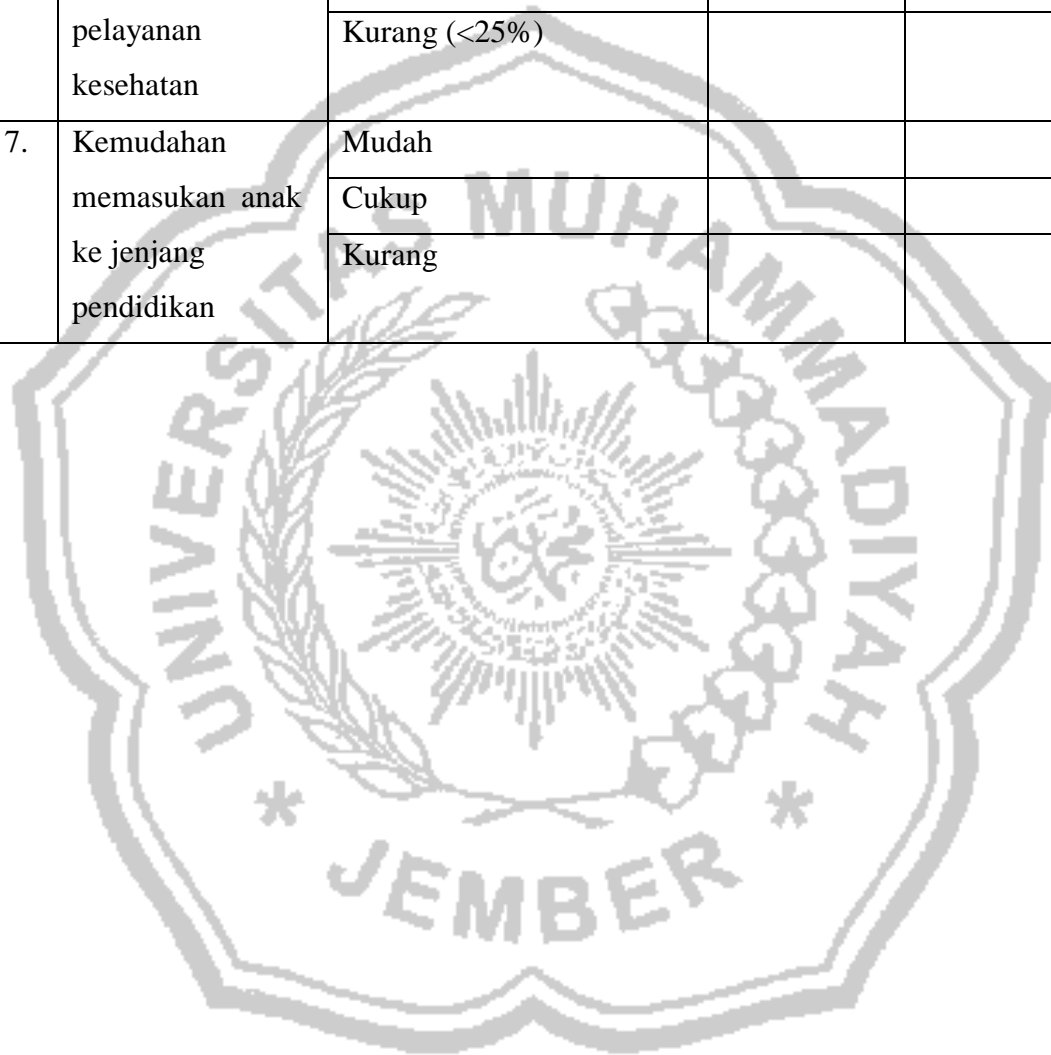 pelayanan Kurang (<25%)
kesehatan
7. Kemudahan Mudah
memasukan anak Cukup
ke jenjang Kurang
pendidikan
UNIVERSITAS MUHAMMADIYAH
* JEMBER *